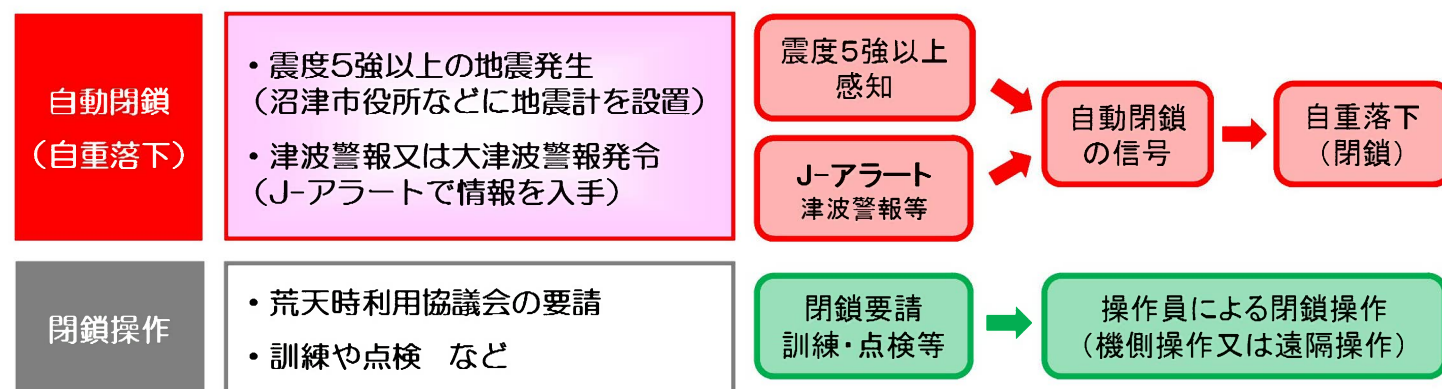 自動閉鎖
（自重落下）
・震度5強以上の地震発生
（沼津市役所などに地震計を設置）
・津波警報又は大津波警報発令
（J-アラートで情報を入手）
震度5強以上
感知
J-アラート
津波警報等
自動閉鎖
の信号
自重落下
（閉鎖）
閉鎖操作
・荒天時利用協議会の要請
・訓練や点検　など
閉鎖要請
訓練・点検等
操作員による閉鎖操作
（機側操作又は遠隔操作）